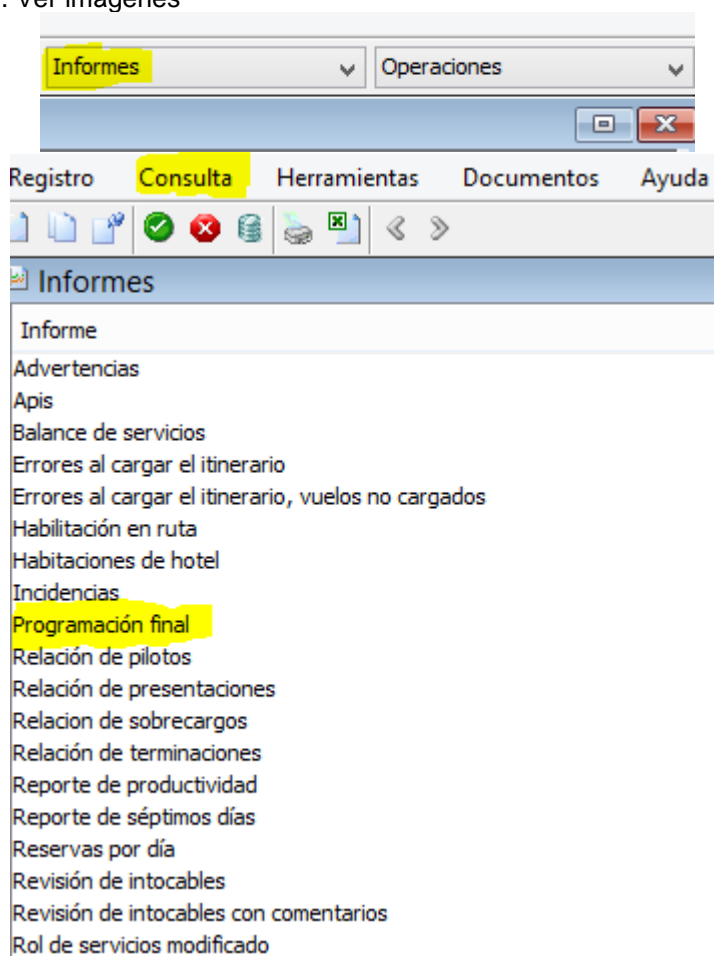 . Ver imágenes
Informes Operaciones
Registro Consulta Herramientas Documentos Ayuda
Informes
Informe
Advertencias
Apis
Balance de servicios
Errores al cargar el itinerario
Errores al cargar el itinerario, vuelos no cargados
Habilitación en ruta
Habitaciones de hotel
Incidencias
Programación final
Relación de pilotos
Relación de presentaciones
Relacion de sobrecargos
Relación de terminaciones
Reporte de productividad
Reporte de séptimos días
Reservas por día
Revisión de intocables
Revisión de intocables con comentarios
Rol de servicios modificado